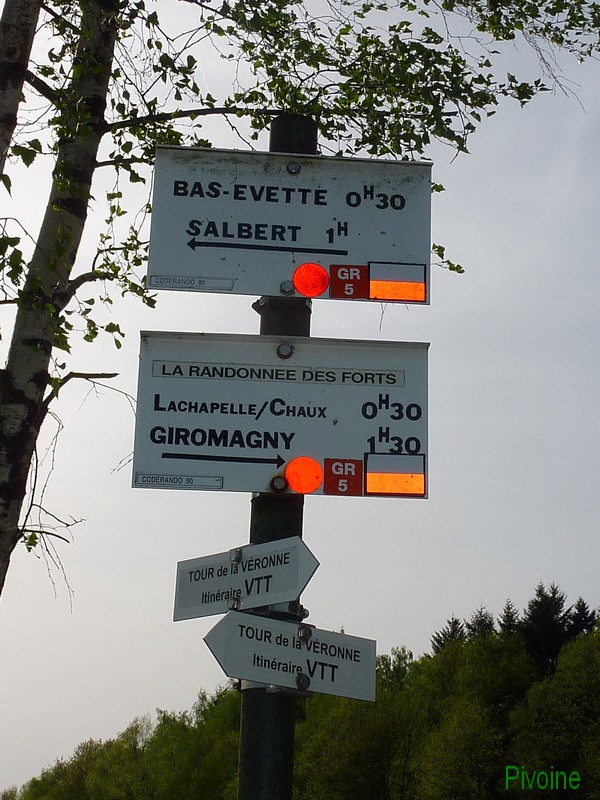 BAS-EVETTE 0H30
SALBERT 1H
CODERANDO 90
GR
5
LA RANDONNEE DES FORTS
LACHAPELLE/CHAUX 0H30
GIROMAGNY 1H30
CODERANDO 90
GR
5
TOUR de la VÉRONNE
Itinéraire VTT
TOUR de la VÉRONNE
Itinéraire VTT
Pivoine